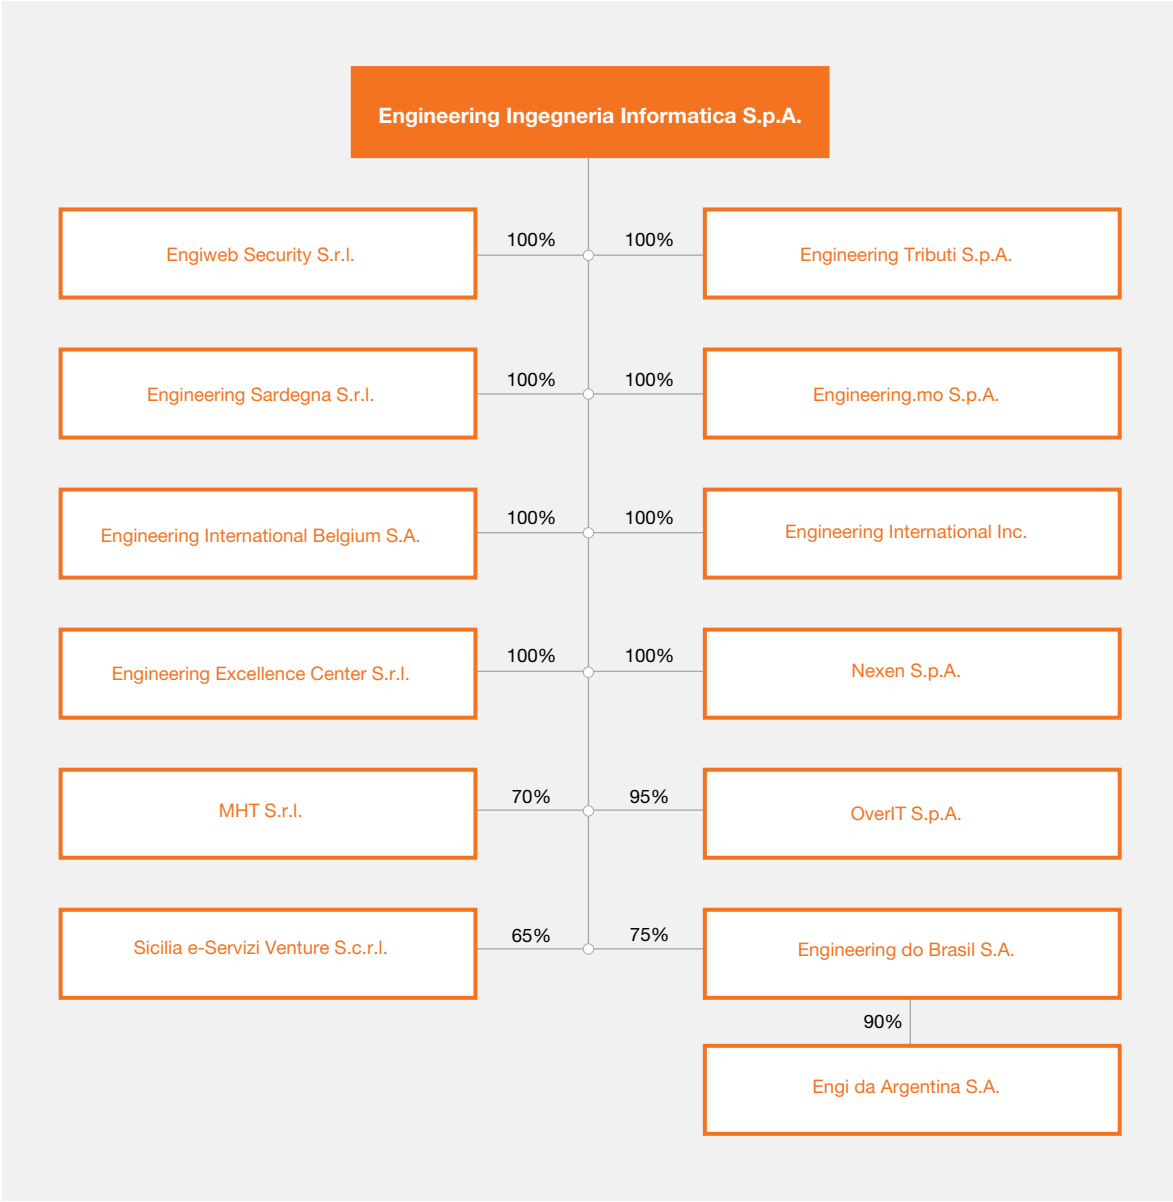 Engineering Ingegneria Informatica S.p.A.
Engiweb Security S.r.l.
100%
100%
Engineering Tributi S.p.A.
Engineering Sardegna S.r.l.
100%
100%
Engineering.mo S.p.A.
Engineering International Belgium S.A.
100%
100%
Engineering International Inc.
Engineering Excellence Center S.r.l.
100%
100%
Nexen S.p.A.
MHT S.r.l.
70%
95%
OverIT S.p.A.
Sicilia e-Servizi Venture S.c.r.l.
65%
75%
Engineering do Brasil S.A.
90%
Engi da Argentina S.A.